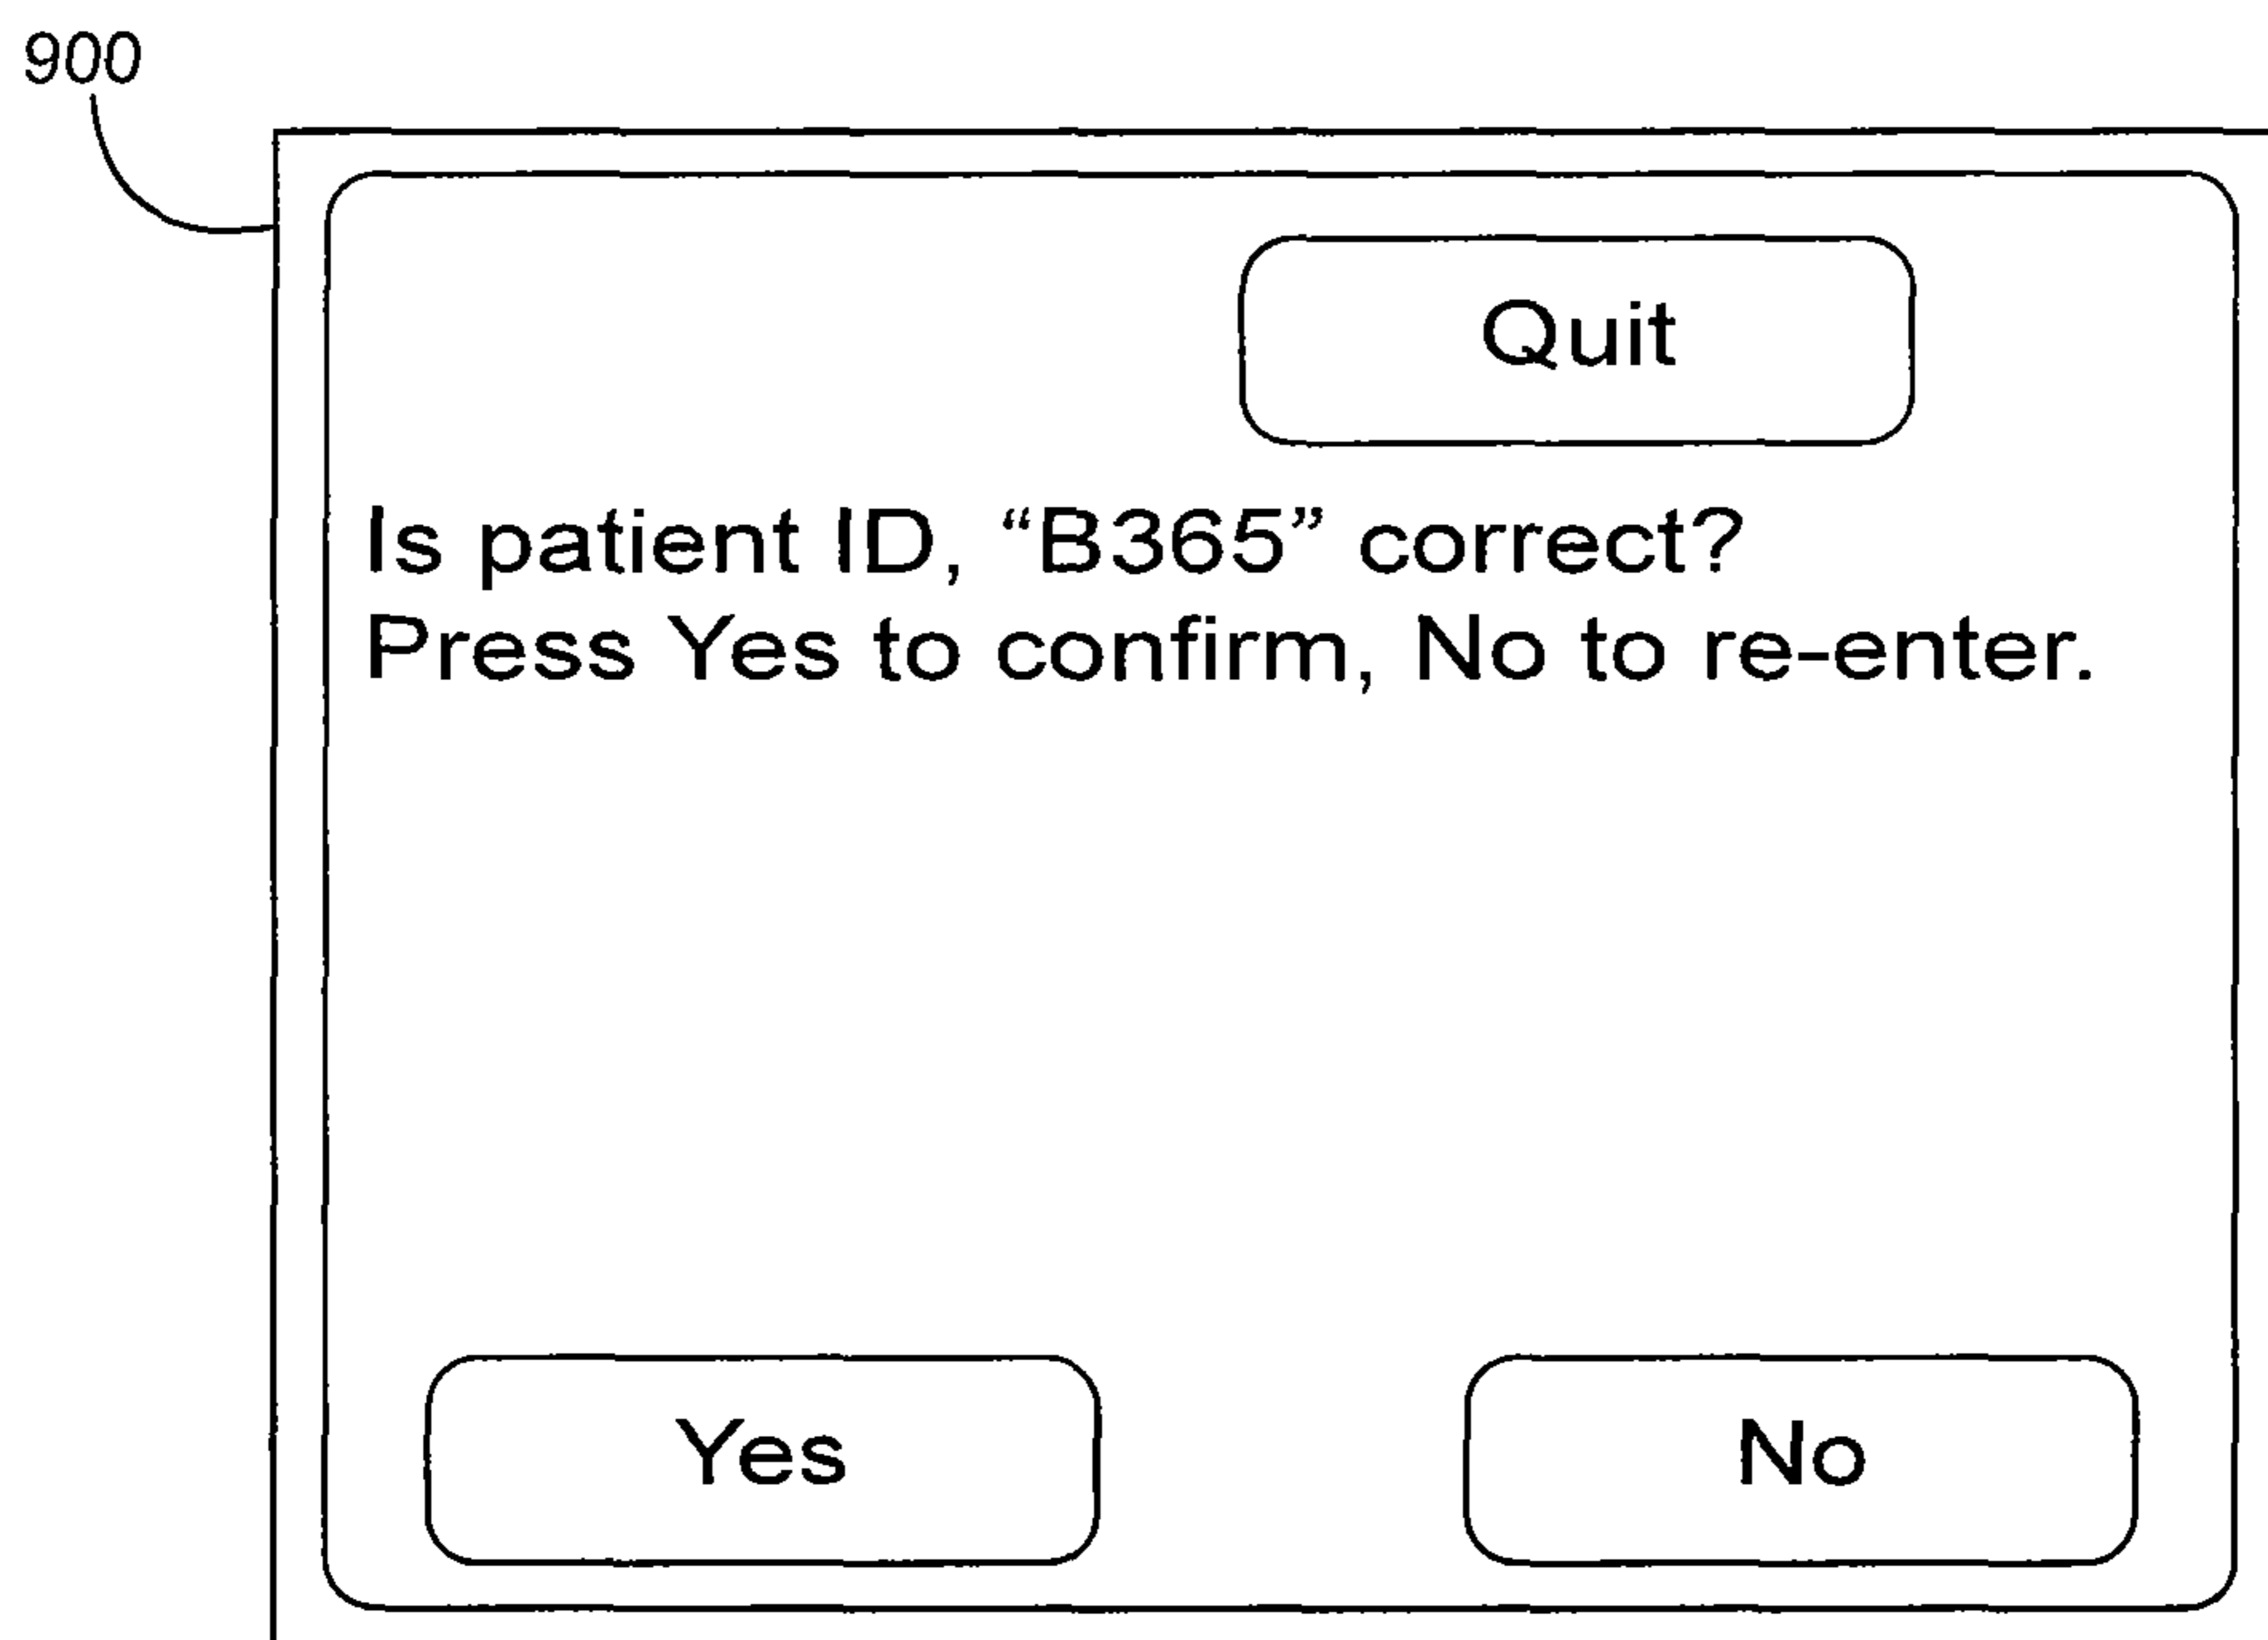 900
Quit
Is patient ID, “B365” correct?
Press Yes to confirm, No to re-enter.
Yes
No